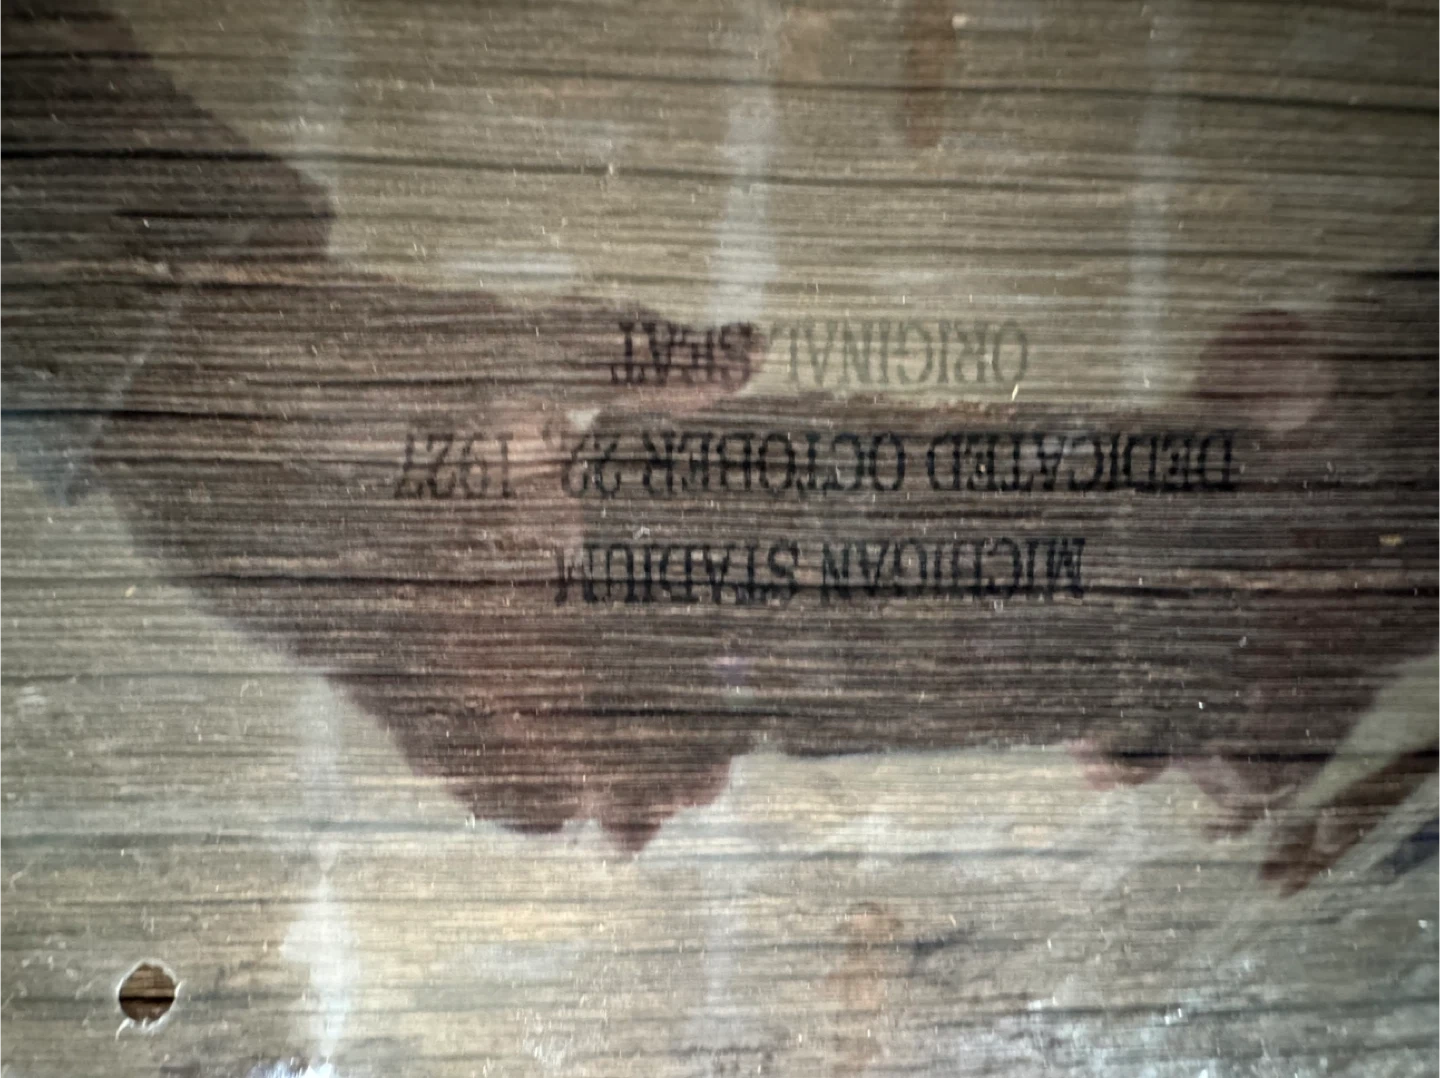 MICHIGAN STADIUM
DEDICATED OCTOBER 22, 1927
ORIGINAL SEAT